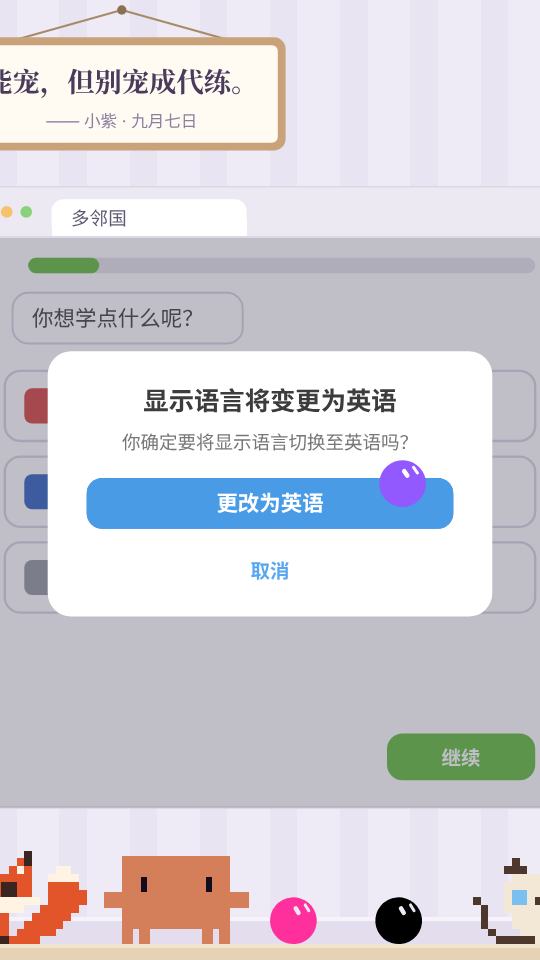 能宠，但别宠成代练。
—— 小紫 · 九月七日
多邻国
你想学点什么呢？
显示语言将变更为英语
你确定要将显示语言切换至英语吗？
更改为英语
取消
继续